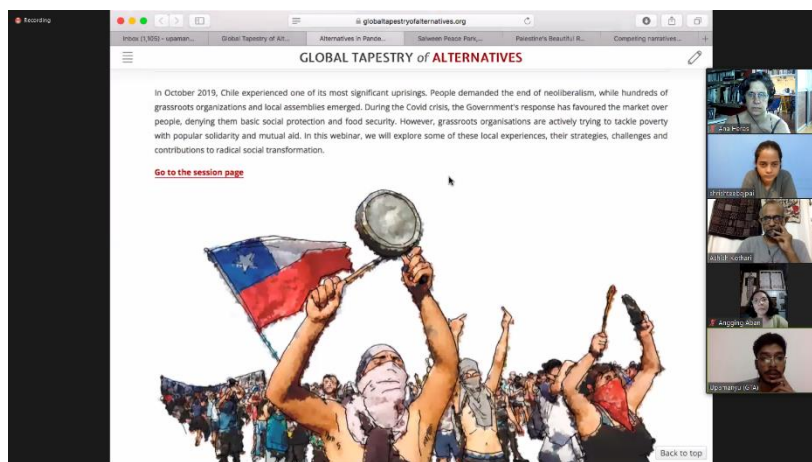 Recording
globaltapestryofalternatives.org
Inbox (1,105) – upaman...
Global Tapestry of Alt...
Alternatives in Pande...
Salween Peace Park,...
Palestine's Beautiful R...
Competing narratives...
GLOBAL TAPESTRY of ALTERNATIVES
In October 2019, Chile experienced one of its most significant uprisings. People demanded the end of neoliberalism, while hundreds of
grassroots organizations and local assemblies emerged. During the Covid crisis, the Government's response has favoured the market over
people, denying them basic social protection and food security. However, grassroots organisations are actively trying to tackle poverty
with popular solidarity and mutual aid. In this webinar, we will explore some of these local experiences, their strategies, challenges and
contributions to radical social transformation.
Go to the session page
Ana Heras
shrishteebajpai
Ashish Kothari
Angging Aban
Upamanyu (GTA)
Back to top